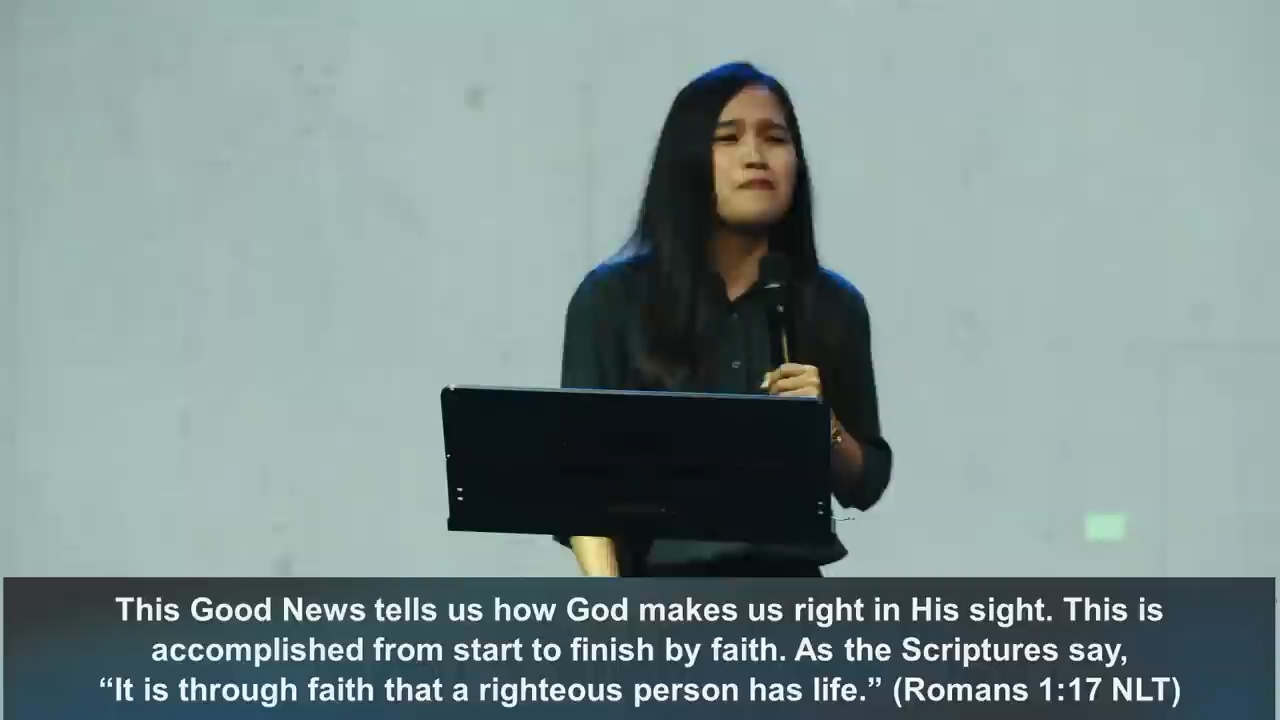 This Good News tells us how God makes us right in His sight. This is
accomplished from start to finish by faith. As the Scriptures say,
“It is through faith that a righteous person has life.” (Romans 1:17 NLT)